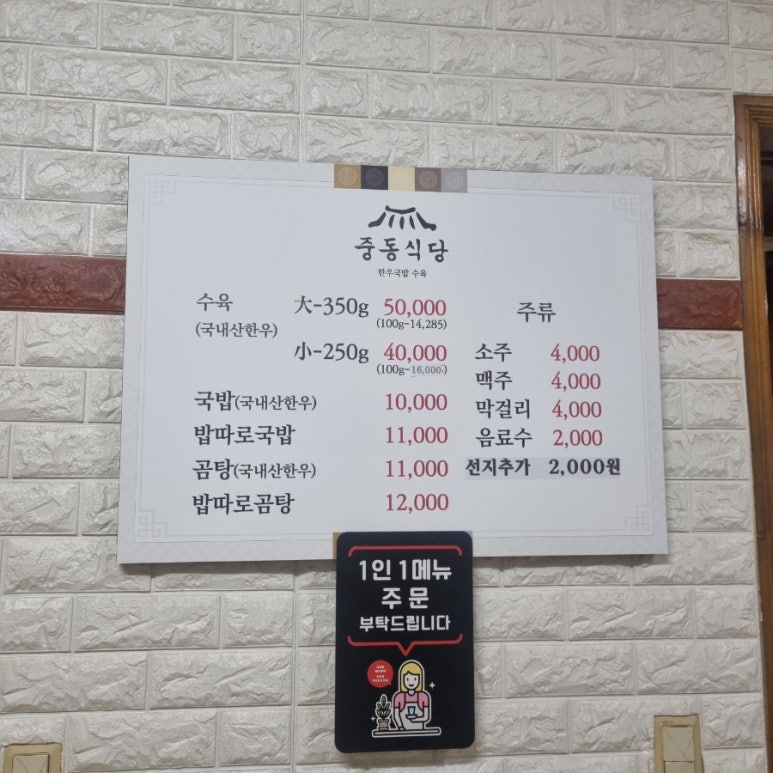 중동식당
한우국밥 수육
수육 大-350g 50,000
(국내산한우) (100g-14,285)
小-250g 40,000
(100g-16,000)
국밥(국내산한우) 10,000
밥따로국밥 11,000
곰탕(국내산한우) 11,000
밥따로곰탕 12,000
주류
소주 4,000
맥주 4,000
막걸리 4,000
음료수 2,000
선지추가 2,000원
1인 1메뉴
주문
부탁드립니다